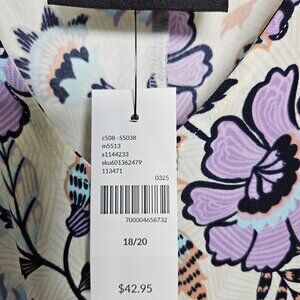 c508 - 55038
m5513
s1144233
sku601362479
113471
0325
700004658732
18/20
$42.95